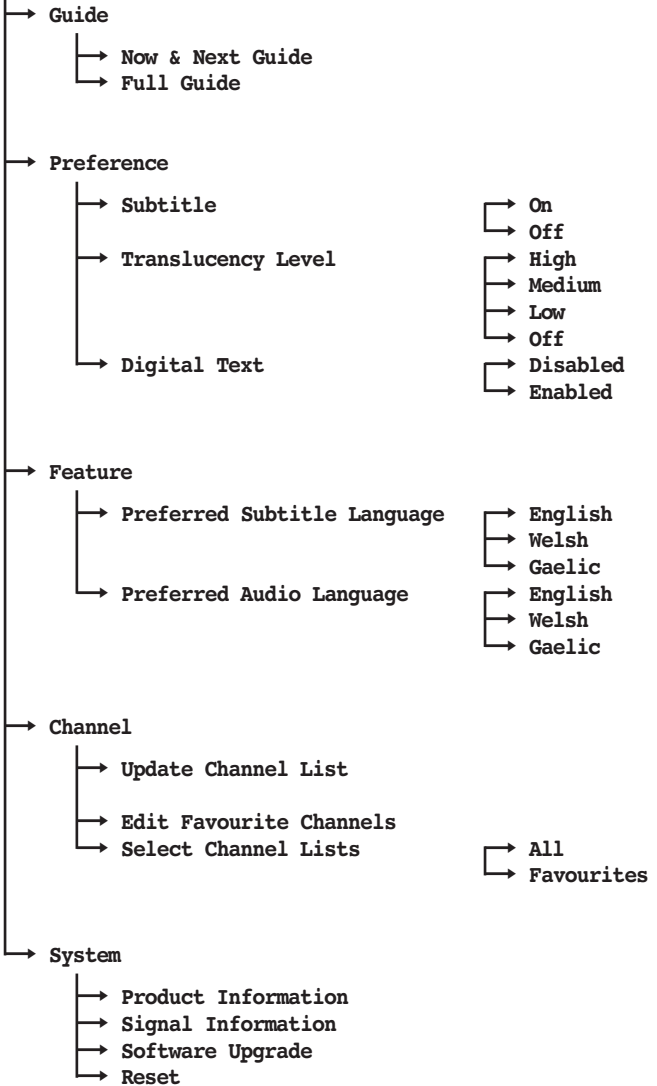 Guide
Now & Next Guide
Full Guide
Preference
Subtitle
On
Off
Translucency Level
High
Medium
Low
Off
Digital Text
Disabled
Enabled
Feature
Preferred Subtitle Language
English
Welsh
Gaelic
Preferred Audio Language
English
Welsh
Gaelic
Channel
Update Channel List
Edit Favourite Channels
Select Channel Lists
All
Favourites
System
Product Information
Signal Information
Software Upgrade
Reset